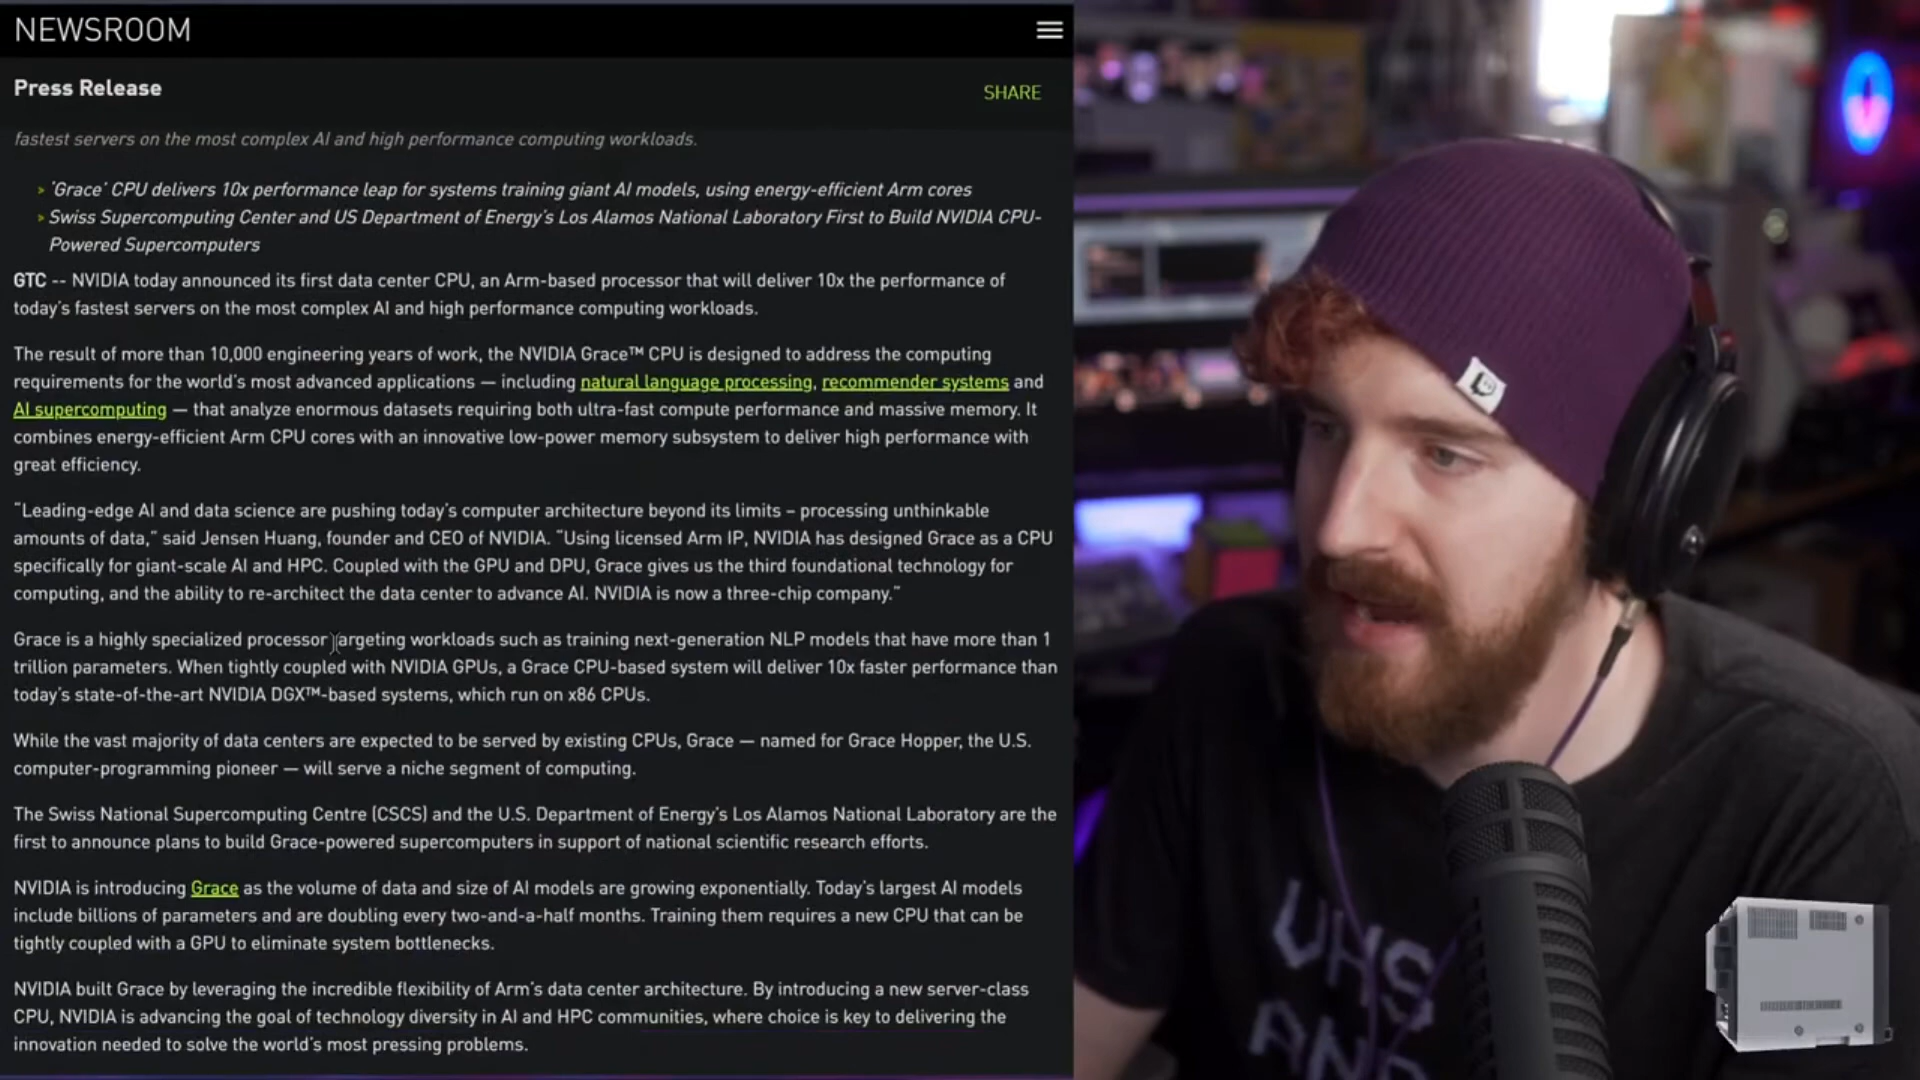 NEWSROOM
Press Release
SHARE
fastest servers on the most complex AI and high performance computing workloads.
> 'Grace' CPU delivers 10x performance leap for systems training giant AI models, using energy-efficient Arm cores
> Swiss Supercomputing Center and US Department of Energy's Los Alamos National Laboratory First to Build NVIDIA CPU-
Powered Supercomputers
GTC -- NVIDIA today announced its first data center CPU, an Arm-based processor that will deliver 10x the performance of
today's fastest servers on the most complex AI and high performance computing workloads.
The result of more than 10,000 engineering years of work, the NVIDIA Grace™ CPU is designed to address the computing
requirements for the world's most advanced applications — including natural language processing, recommender systems and
AI supercomputing — that analyze enormous datasets requiring both ultra-fast compute performance and massive memory. It
combines energy-efficient Arm CPU cores with an innovative low-power memory subsystem to deliver high performance with
great efficiency.
"Leading-edge AI and data science are pushing today's computer architecture beyond its limits – processing unthinkable
amounts of data," said Jensen Huang, founder and CEO of NVIDIA. "Using licensed Arm IP, NVIDIA has designed Grace as a CPU
specifically for giant-scale AI and HPC. Coupled with the GPU and DPU, Grace gives us the third foundational technology for
computing, and the ability to re-architect the data center to advance AI. NVIDIA is now a three-chip company."
Grace is a highly specialized processor targeting workloads such as training next-generation NLP models that have more than 1
trillion parameters. When tightly coupled with NVIDIA GPUs, a Grace CPU-based system will deliver 10x faster performance than
today's state-of-the-art NVIDIA DGX™-based systems, which run on x86 CPUs.
While the vast majority of data centers are expected to be served by existing CPUs, Grace — named for Grace Hopper, the U.S.
computer-programming pioneer — will serve a niche segment of computing.
The Swiss National Supercomputing Centre (CSCS) and the U.S. Department of Energy's Los Alamos National Laboratory are the
first to announce plans to build Grace-powered supercomputers in support of national scientific research efforts.
NVIDIA is introducing Grace as the volume of data and size of AI models are growing exponentially. Today's largest AI models
include billions of parameters and are doubling every two-and-a-half months. Training them requires a new CPU that can be
tightly coupled with a GPU to eliminate system bottlenecks.
NVIDIA built Grace by leveraging the incredible flexibility of Arm's data center architecture. By introducing a new server-class
CPU, NVIDIA is advancing the goal of technology diversity in AI and HPC communities, where choice is key to delivering the
innovation needed to solve the world's most pressing problems.
VHS
AND